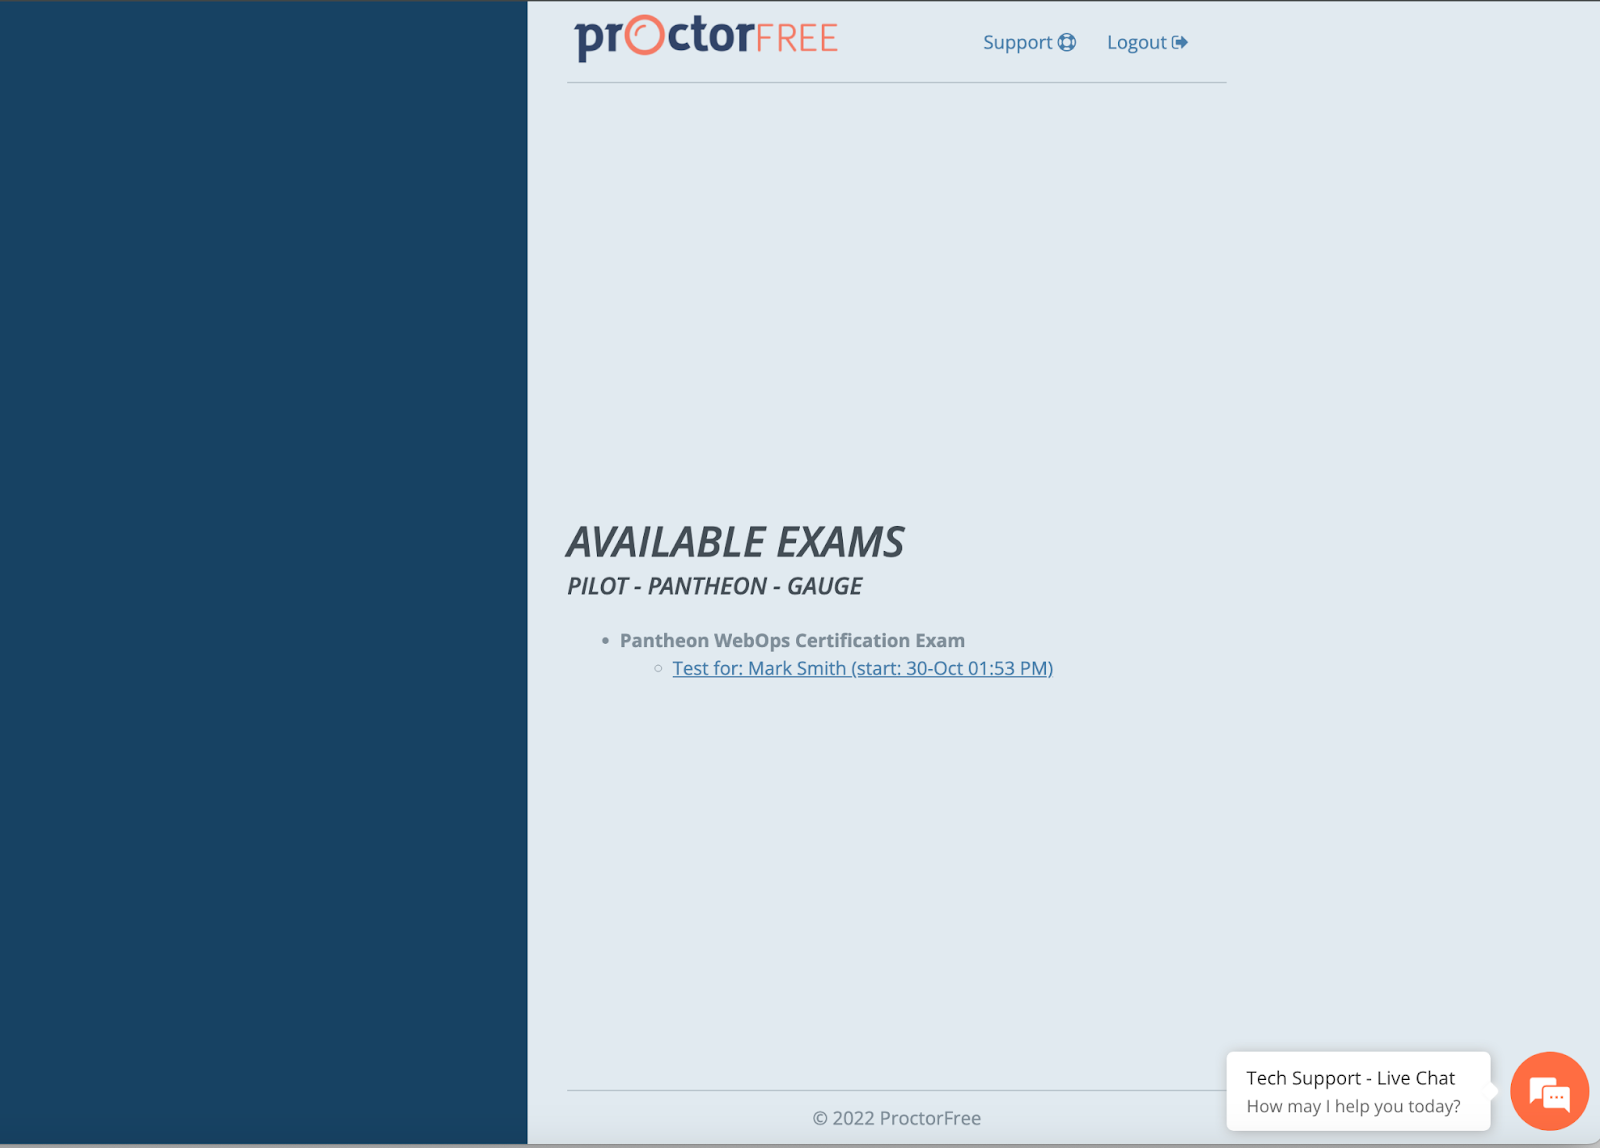 proctorFREE
Support
Logout
AVAILABLE EXAMS
PILOT - PANTHEON - GAUGE
Pantheon WebOps Certification Exam
Test for: Mark Smith (start: 30-Oct 01:53 PM)
Tech Support - Live Chat
How may I help you today?
© 2022 ProctorFree